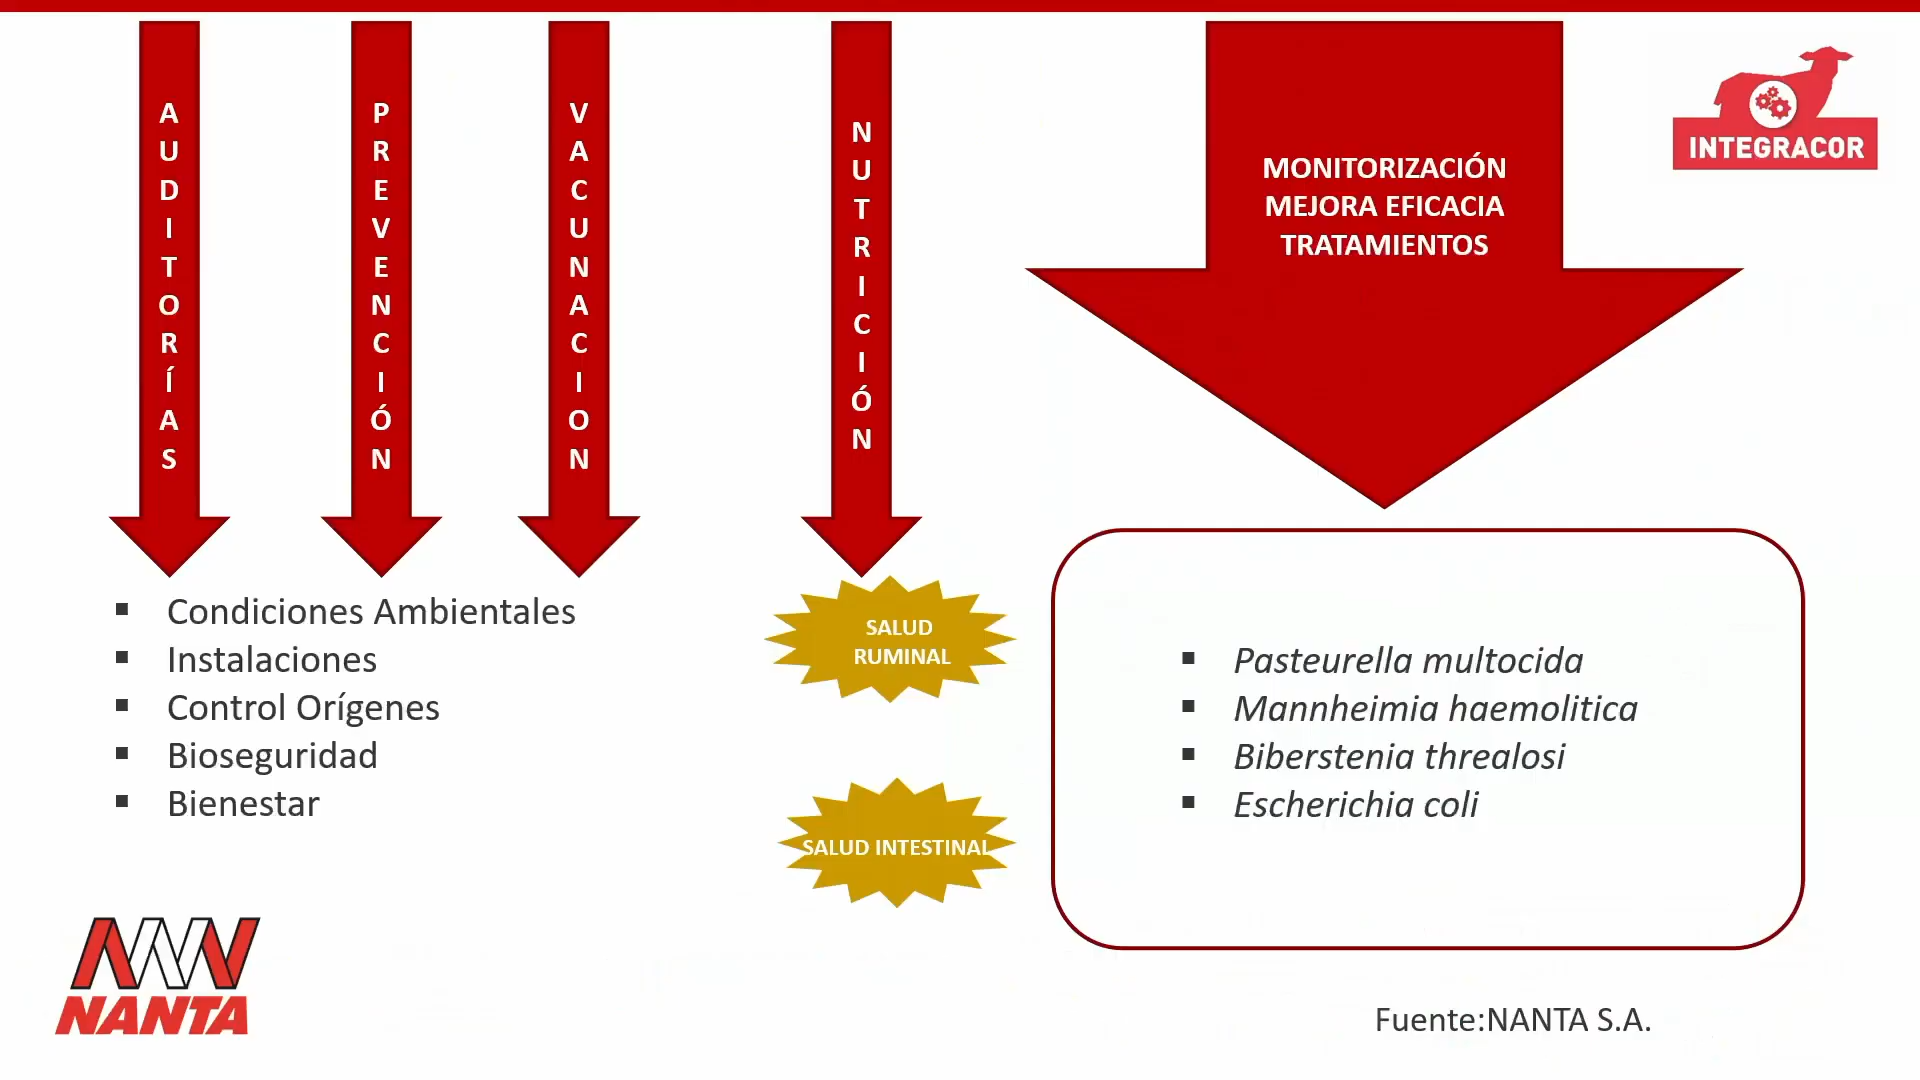 AUDITORÍAS
PREVENCIÓN
VACUNACION
NUTRICIÓN
MONITORIZACIÓN
MEJORA EFICACIA
TRATAMIENTOS
INTEGRACOR
▪ Condiciones Ambientales
▪ Instalaciones
▪ Control Orígenes
▪ Bioseguridad
▪ Bienestar
SALUD
RUMINAL
SALUD INTESTINAL
▪ Pasteurella multocida
▪ Mannheimia haemolitica
▪ Biberstenia threalosi
▪ Escherichia coli
NANTA
Fuente:NANTA S.A.